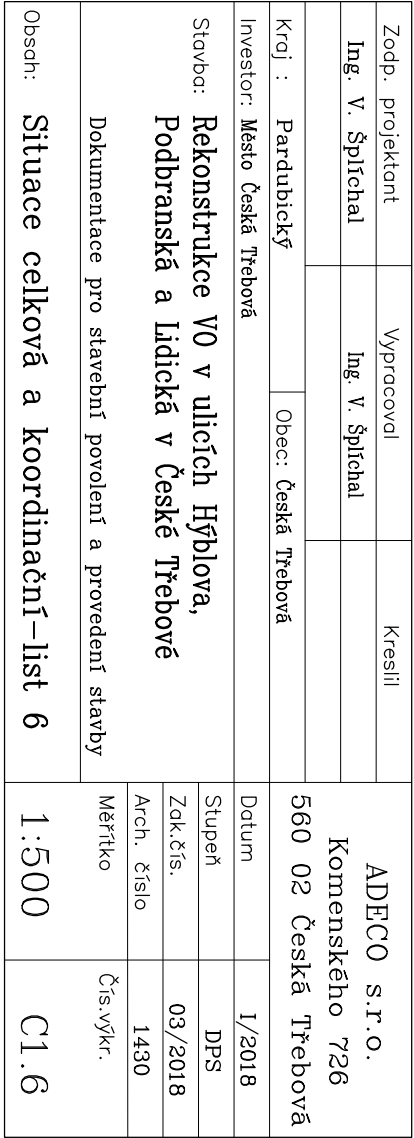 Zodp. projektant Vypracoval Kreslil
Ing. V. Šplíchal Ing. V. Šplíchal
ADECO s.r.o.
Komenského 726
560 02 Česká Třebová
Kraj : Pardubický Obec: Česká Třebová
Investor: Město Česká Třebová
Datum I/2018
Stavba: Rekonstrukce VO v ulicích Hýblova,
Podbranská a Lidická v České Třebové
Stupeň DPS
Zak.čís. 03/2018
Arch. číslo 1430
Dokumentace pro stavební povolení a provedení stavby
Měřítko Čís.výkr.
Obsah: Situace celková a koordinační-list 6
1:500 C1.6